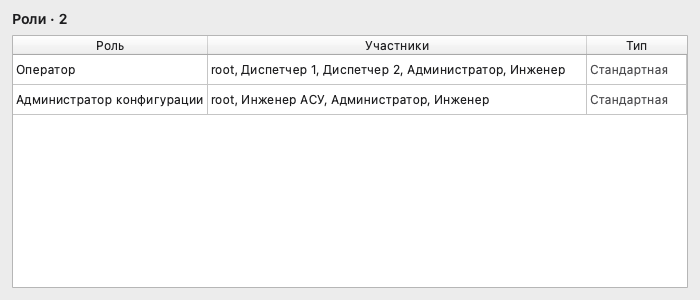 Роли · 2
Роль Участники Тип
Оператор root, Диспетчер 1, Диспетчер 2, Администратор, Инженер Стандартная
Администратор конфигурации root, Инженер АСУ, Администратор, Инженер Стандартная